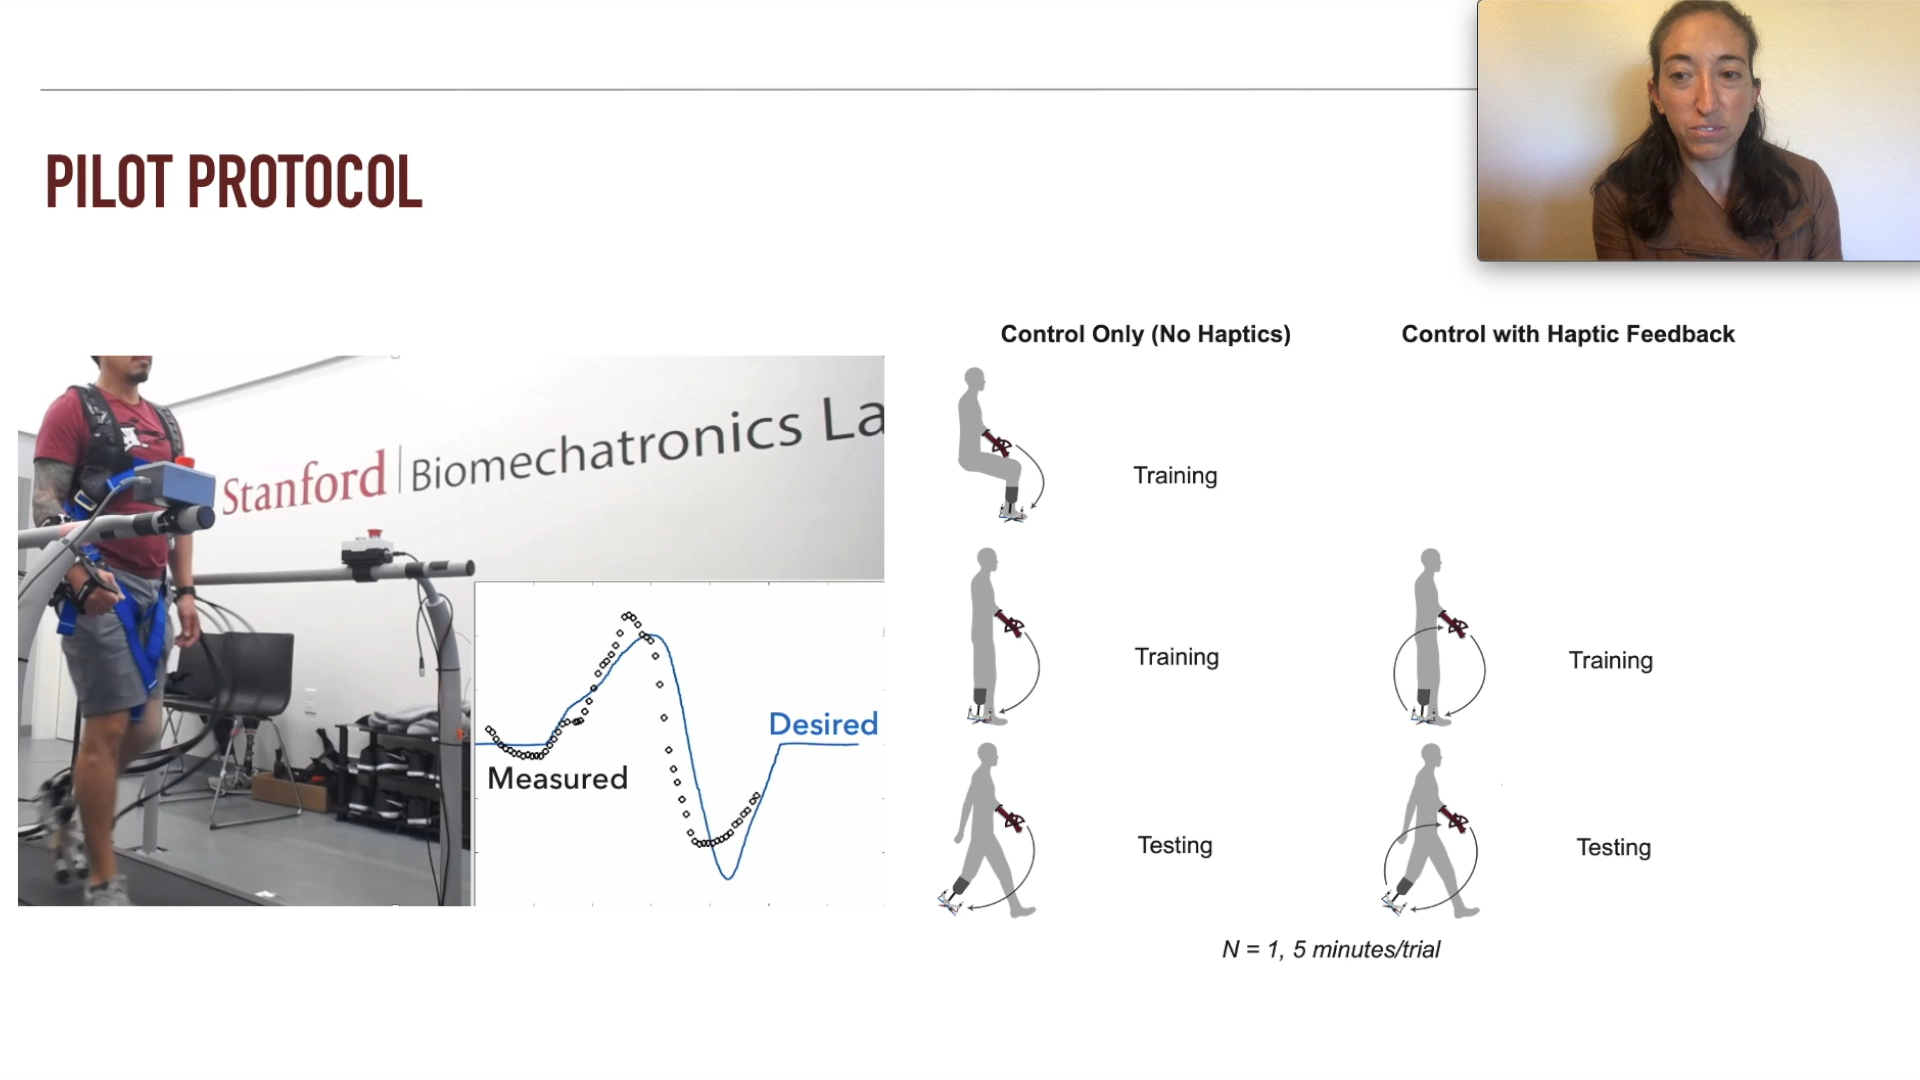 PILOT PROTOCOL
Stanford | Biomechatronics La
Desired
Measured
Control Only (No Haptics)
Control with Haptic Feedback
Training
Training
Training
Testing
Testing
N = 1, 5 minutes/trial